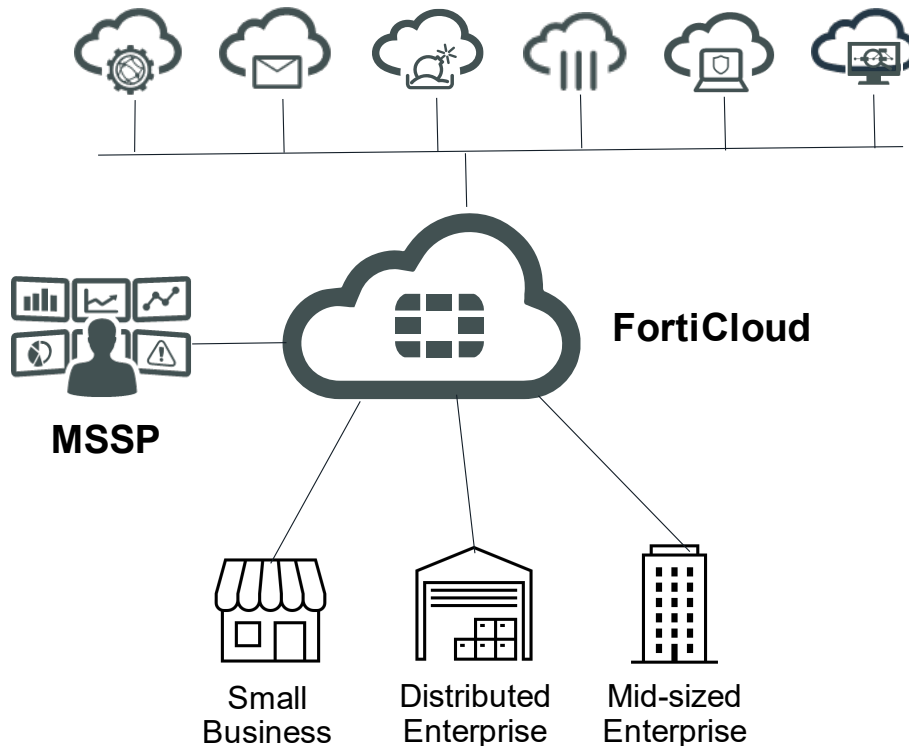 FortiCloud
MSSP
Small
Business
Distributed
Enterprise
Mid-sized
Enterprise